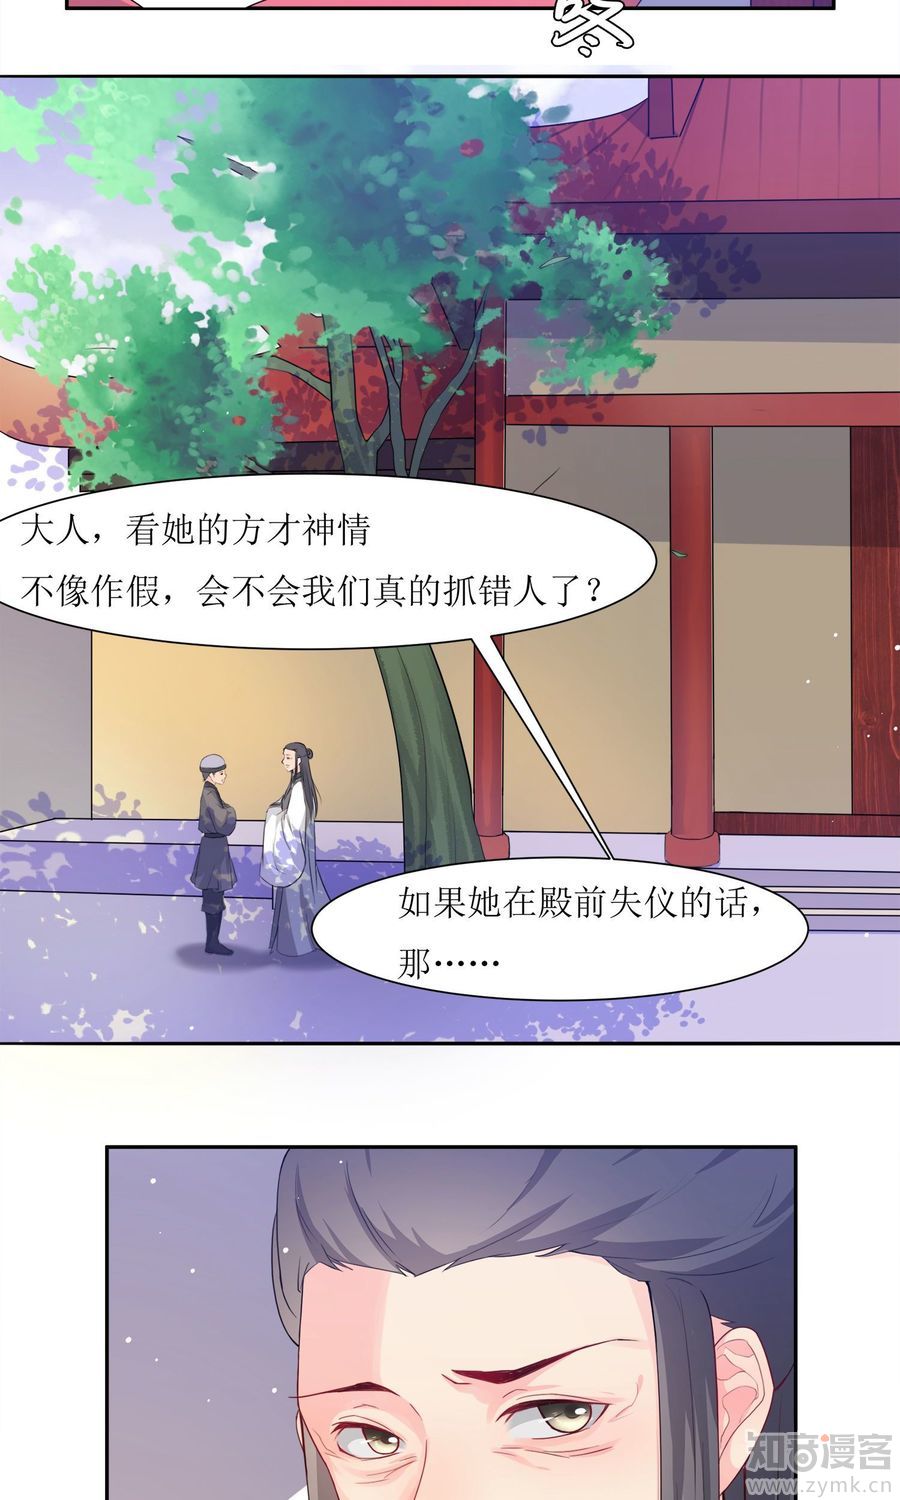 咚
大人，看她的方才神情
不像作假，会不会我们真的抓错人了？
如果她在殿前失仪的话，
那……
知音漫客
www.zymk.cn